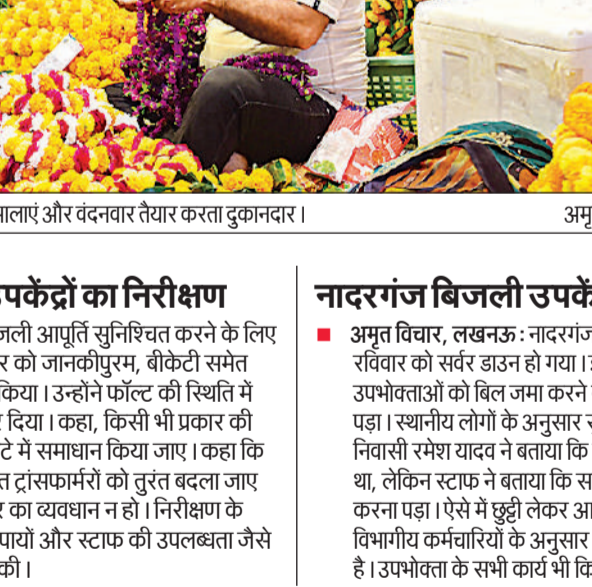 मालाएं और वंदनवार तैयार करता दुकानदार।
अमृ
उपकेंद्रों का निरीक्षण
जली आपूर्ति सुनिश्चित करने के लिए
र को जानकीपुरम, बीकेटी समेत
किया। उन्होंने फॉल्ट की स्थिति में
दिया। कहा, किसी भी प्रकार की
टे में समाधान किया जाए। कहा कि
त ट्रांसफार्मरों को तुरंत बदला जाए
र का व्यवधान न हो। निरीक्षण के
पायों और स्टाफ की उपलब्धता जैसे
की।
नादरगंज बिजली उपकें
अमृत विचार, लखनऊ : नादरगंज
रविवार को सर्वर डाउन हो गया।
उपभोक्ताओं को बिल जमा करने
पड़ा। स्थानीय लोगों के अनुसार
निवासी रमेश यादव ने बताया कि
था, लेकिन स्टाफ ने बताया कि स
करना पड़ा। ऐसे में छुट्टी लेकर आ
विभागीय कर्मचारियों के अनुसार
है। उपभोक्ता के सभी कार्य भी कि